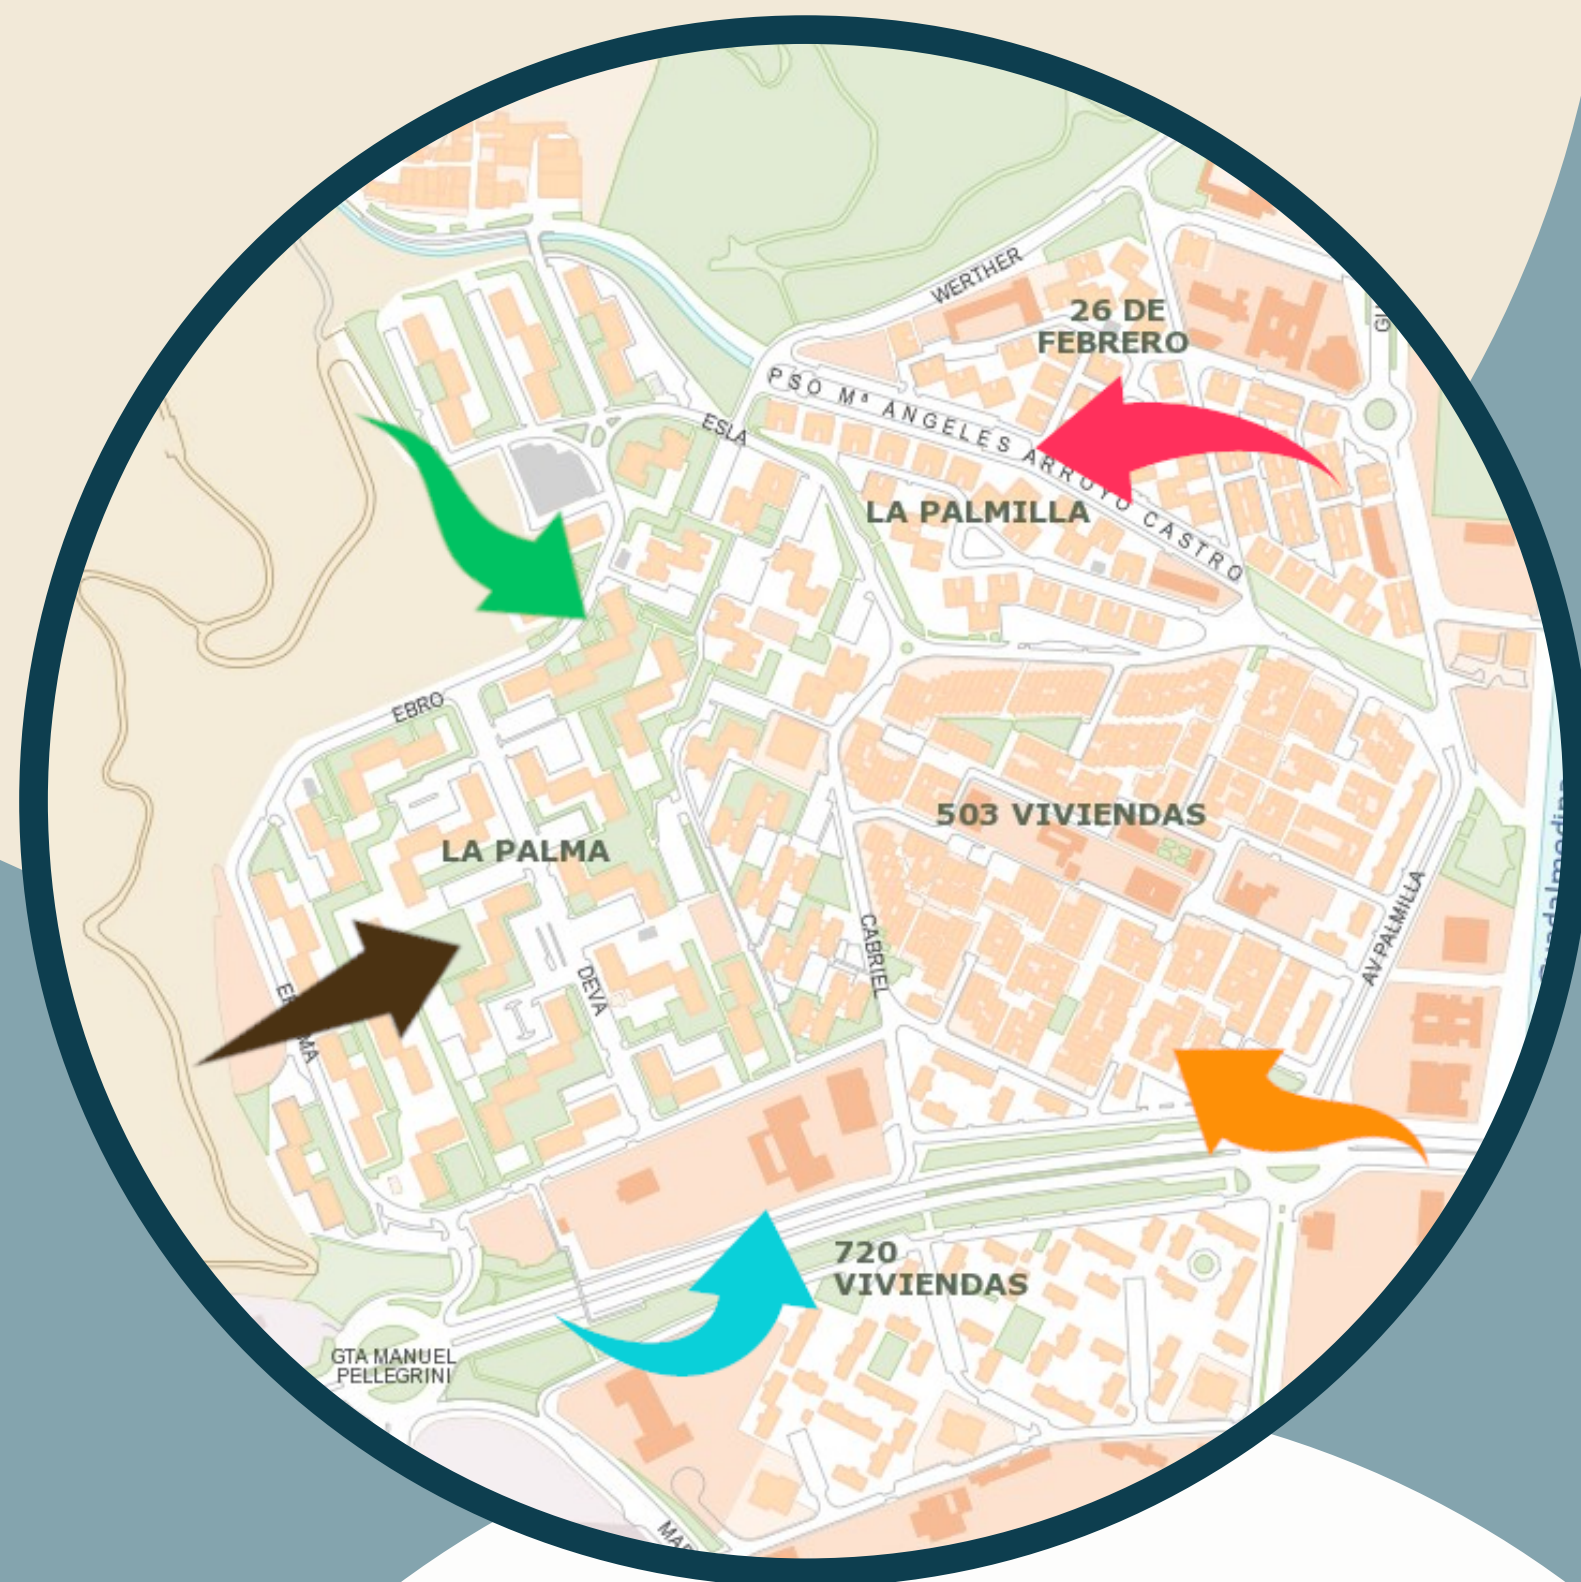 WERTHER
26 DE
FEBRERO
PSO Mª ANGELES ARROYO CASTRO
ESLA
LA PALMILLA
EBRO
503 VIVIENDAS
LA PALMA
AV PALMILLA
CABRIEL
DEVA
720
VIVIENDAS
GTA MANUEL
PELLEGRINI